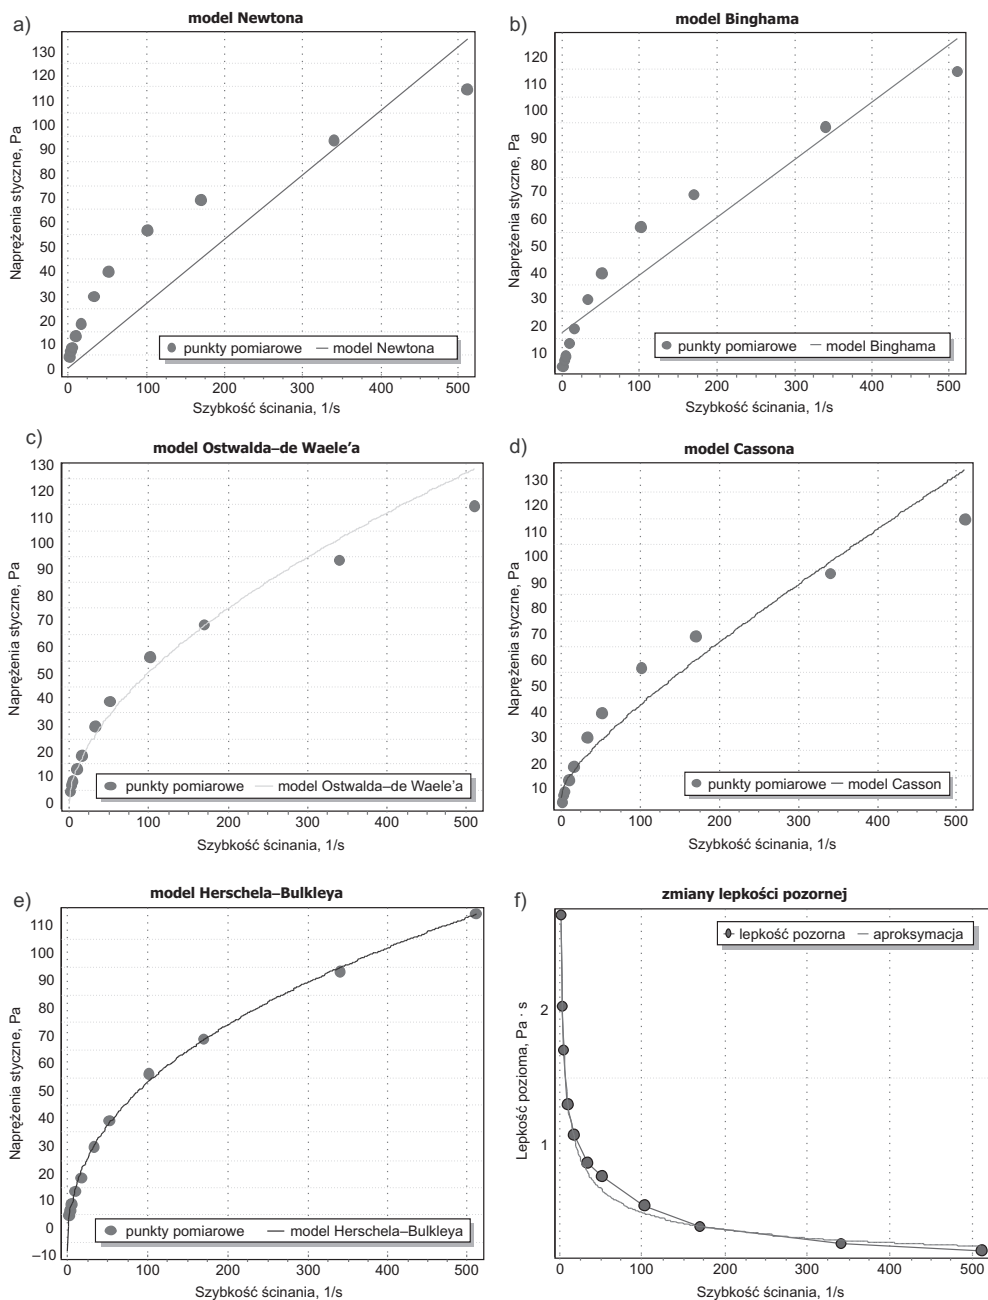 a)
model Newtona
Naprężenia styczne, Pa
130
120
110
100
90
80
70
60
50
40
30
20
10
0
punkty pomiarowe — model Newtona
0 100 200 300 400 500
Szybkość ścinania, 1/s
b)
model Binghama
Naprężenia styczne, Pa
120
110
100
90
80
70
60
50
40
30
20
10
punkty pomiarowe — model Binghama
0 100 200 300 400 500
Szybkość ścinania, 1/s
c)
model Ostwalda–de Waele'a
Naprężenia styczne, Pa
130
120
110
100
90
80
70
60
50
40
30
20
10
0
punkty pomiarowe — model Ostwalda–de Waele'a
0 100 200 300 400 500
Szybkość ścinania, 1/s
d)
model Cassona
Naprężenia styczne, Pa
130
120
110
100
90
80
70
60
50
40
30
20
10
punkty pomiarowe — model Casson
0 100 200 300 400 500
Szybkość ścinania, 1/s
e)
model Herschela–Bulkleya
Naprężenia styczne, Pa
110
100
90
80
70
60
50
40
30
20
10
0
–10
punkty pomiarowe — model Herschela–Bulkleya
0 100 200 300 400 500
Szybkość ścinania, 1/s
f)
zmiany lepkości pozornej
Lepkość pozioma, Pa · s
lepkość pozorna — aproksymacja
2
1
0 100 200 300 400 500
Szybkość ścinania, 1/s